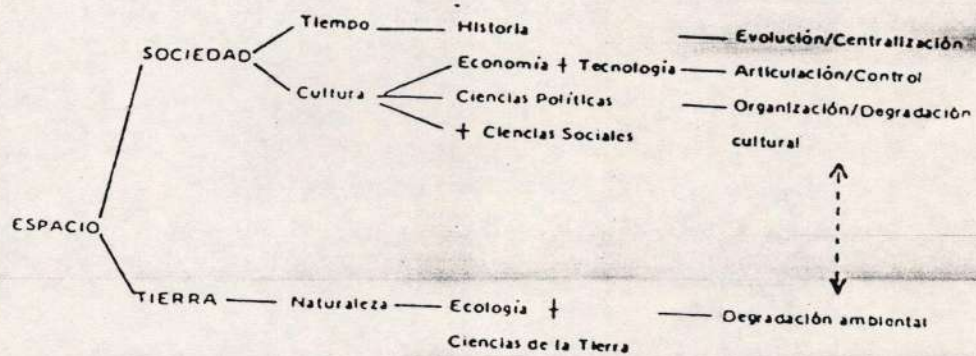 Tiempo Historia Evolución/Centralización
SOCIEDAD
Economía + Tecnología Articulación/Control
Cultura Ciencias Políticas Organización/Degradación
+ Ciencias Sociales cultural
ESPACIO
TIERRA Naturaleza Ecología + Degradación ambiental
Ciencias de la Tierra